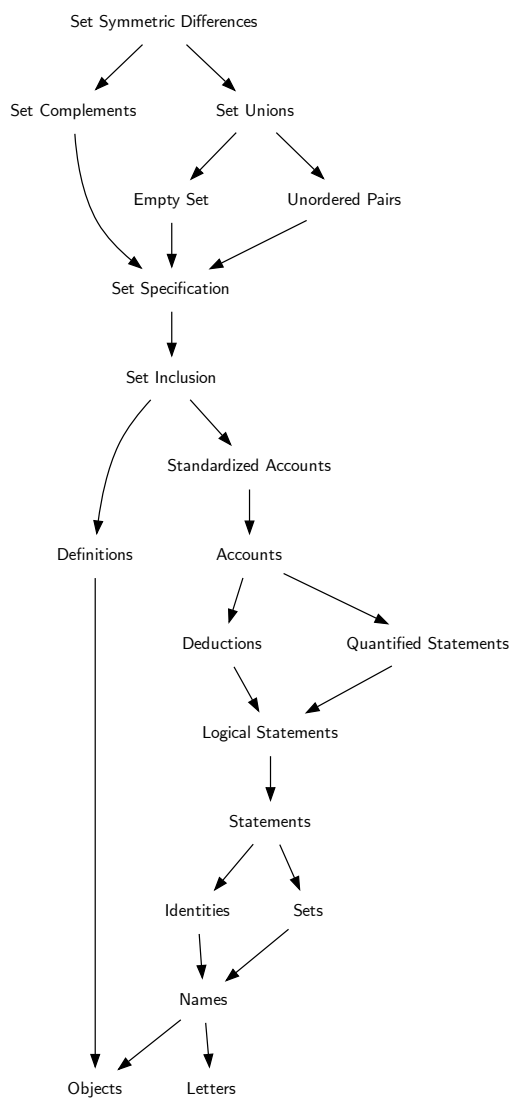 Set Symmetric Differences
Set Complements
Set Unions
Empty Set
Unordered Pairs
Set Specification
Set Inclusion
Standardized Accounts
Definitions
Accounts
Deductions
Quantified Statements
Logical Statements
Statements
Identities
Sets
Names
Objects
Letters